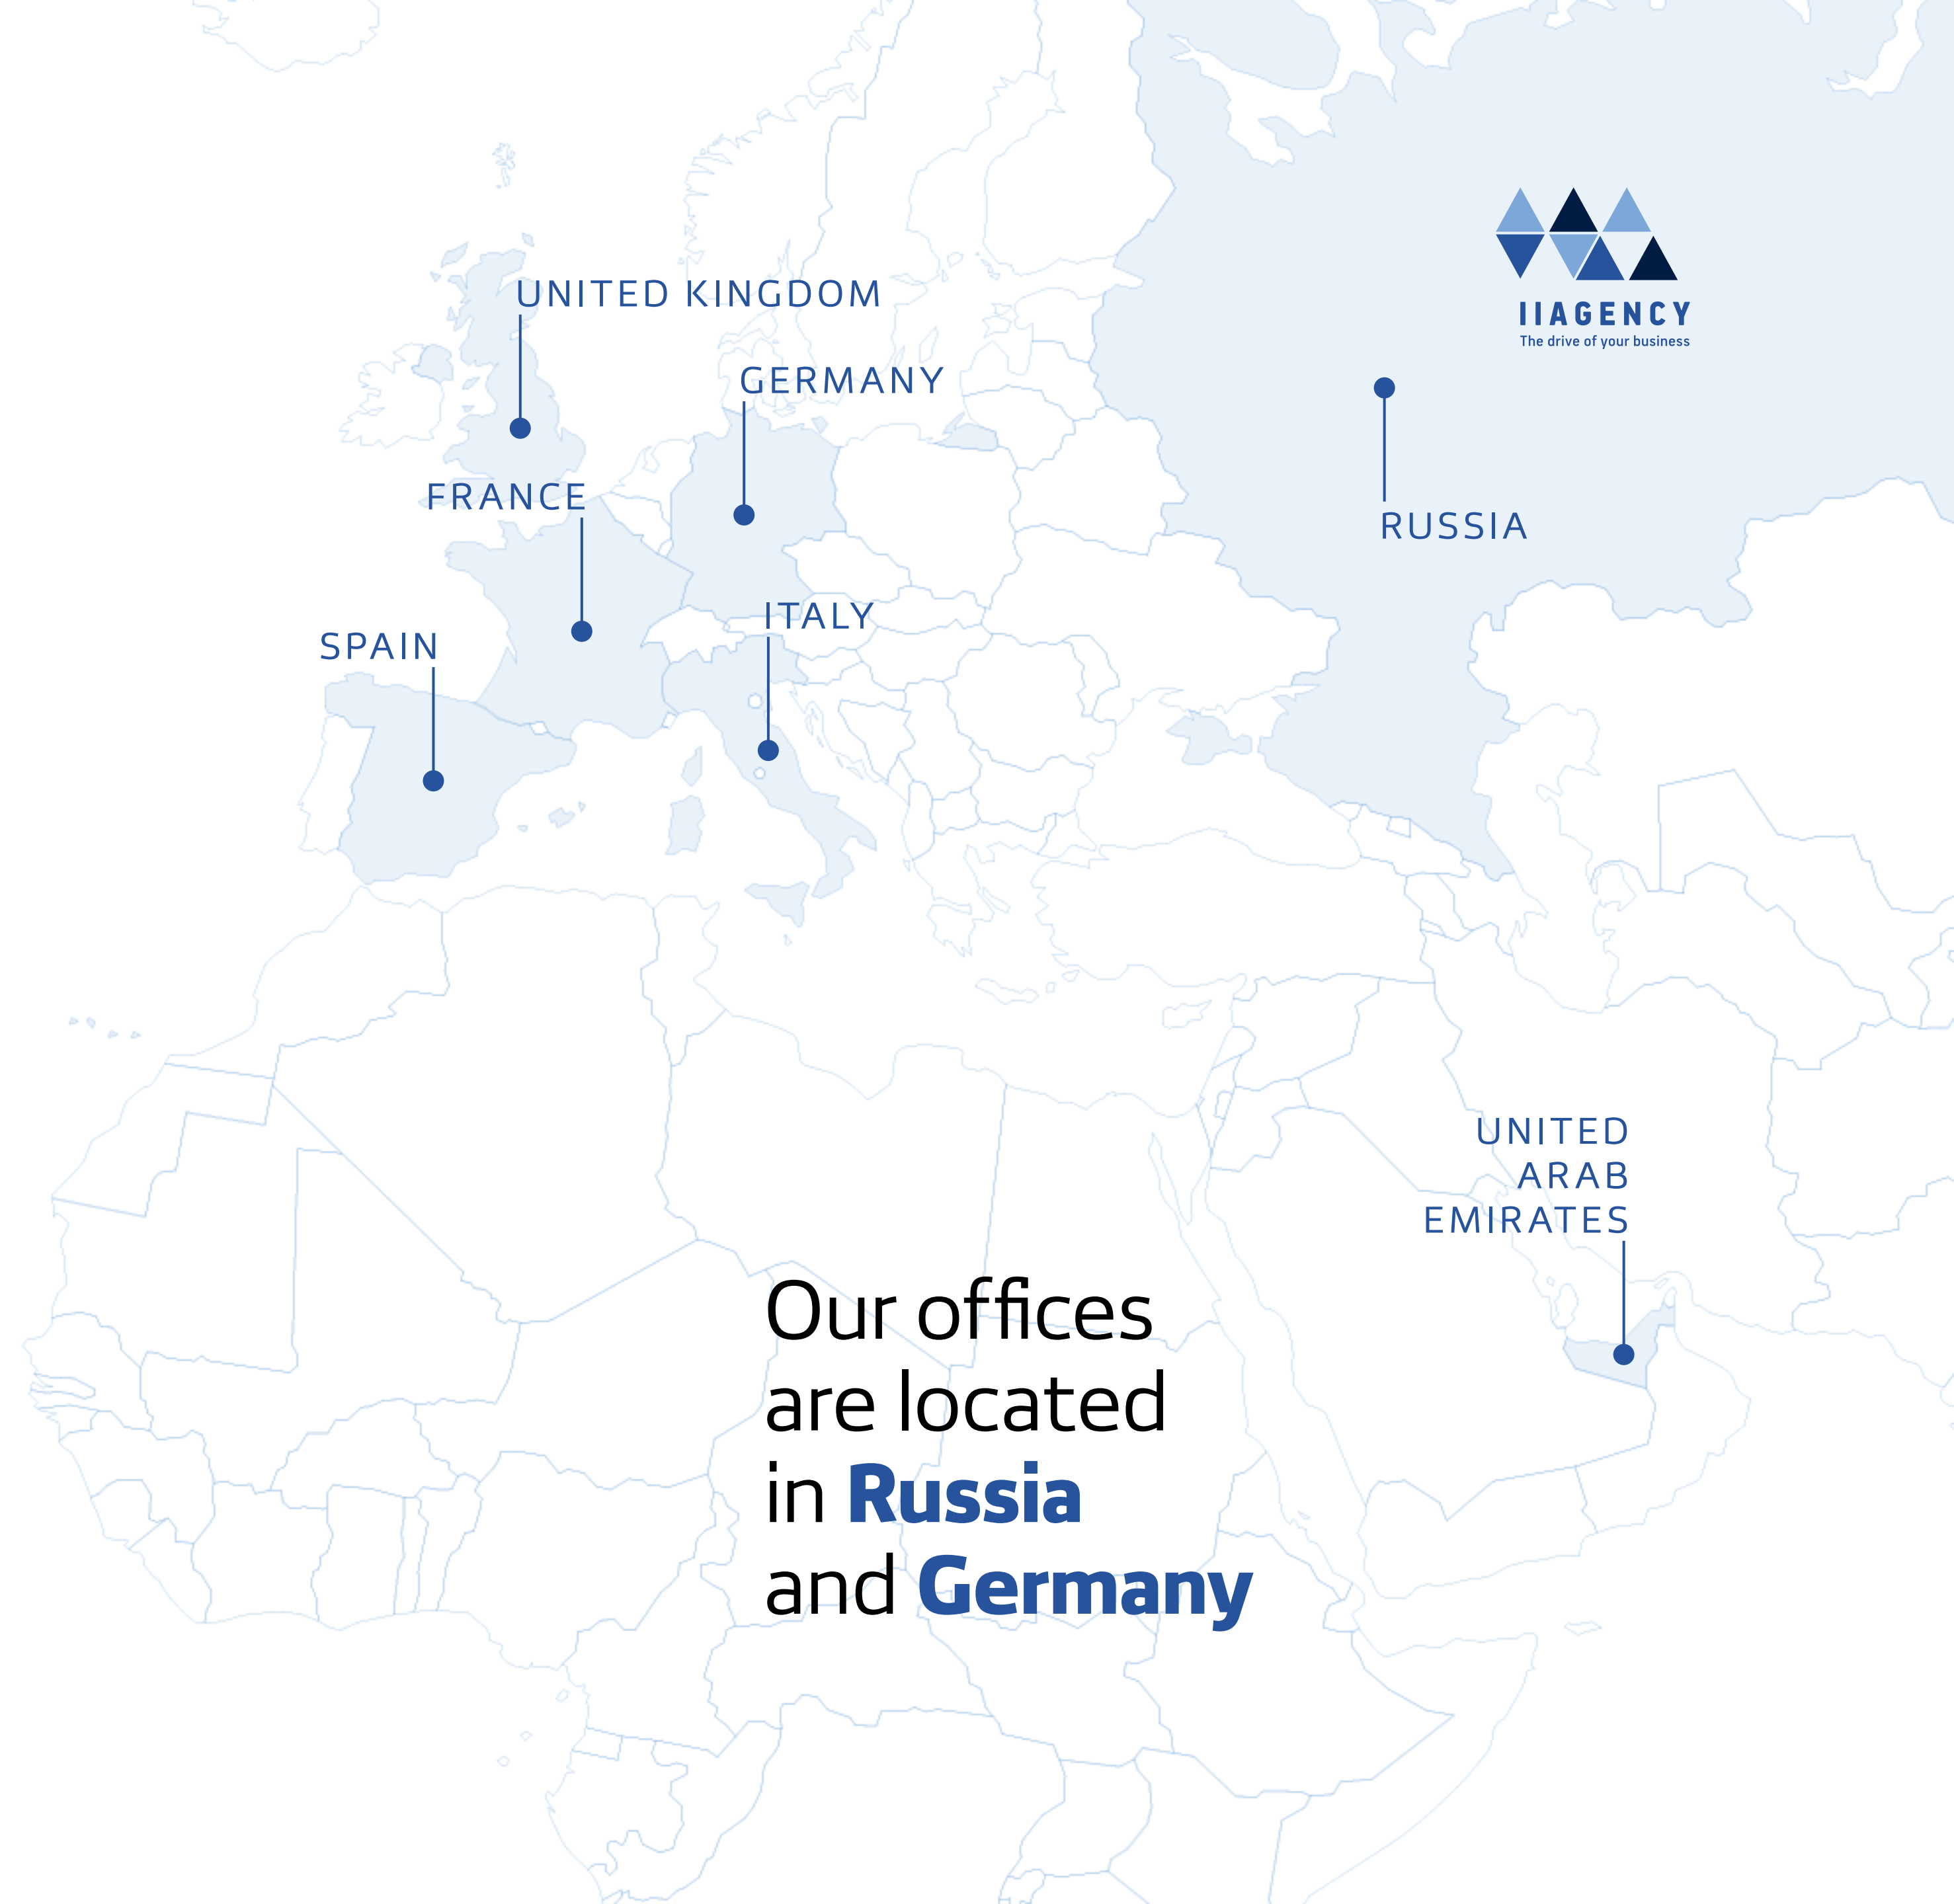 UNITED KINGDOM
GERMANY
FRANCE
ITALY
SPAIN
IIAGENCY
The drive of your business
RUSSIA
UNITED
ARAB
EMIRATES
Our offices
are located
in Russia
and Germany